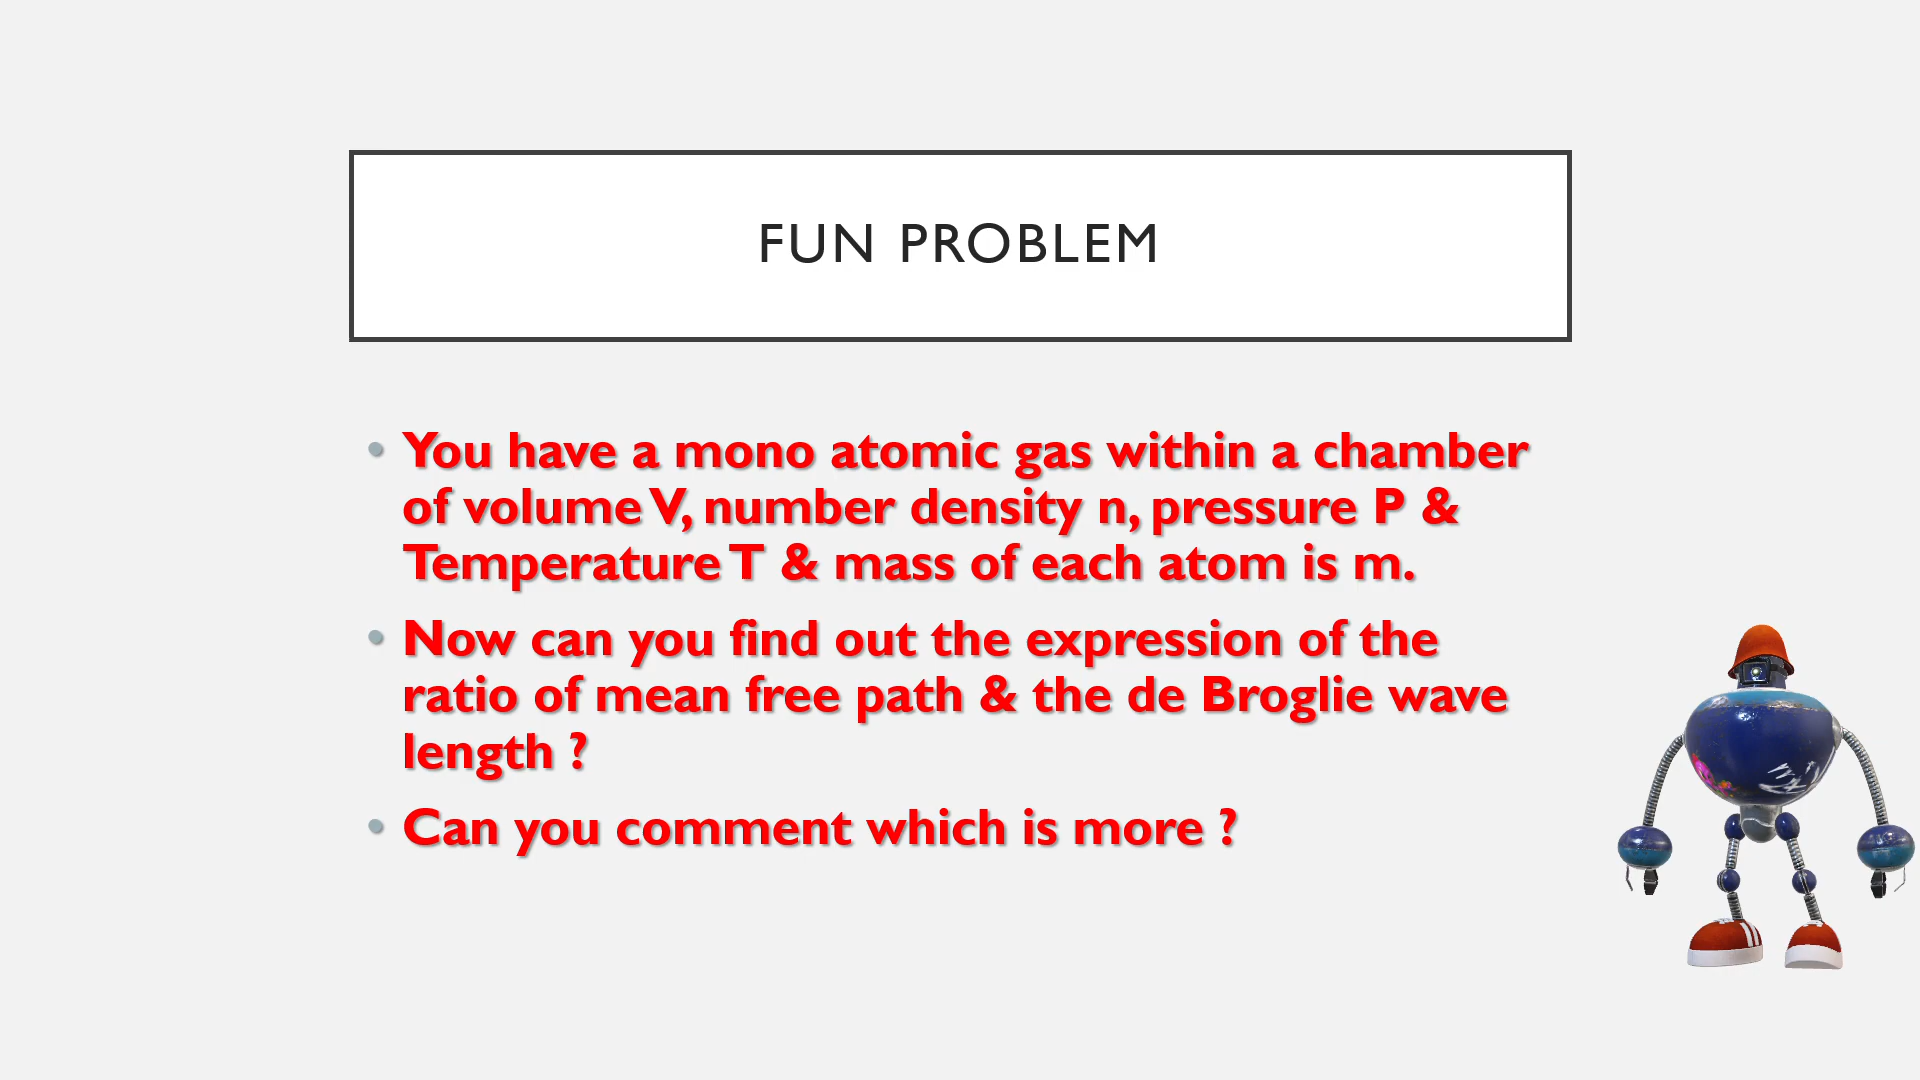 FUN PROBLEM
• You have a mono atomic gas within a chamber
of volume V, number density n, pressure P &
Temperature T & mass of each atom is m.
• Now can you find out the expression of the
ratio of mean free path & the de Broglie wave
length ?
• Can you comment which is more ?